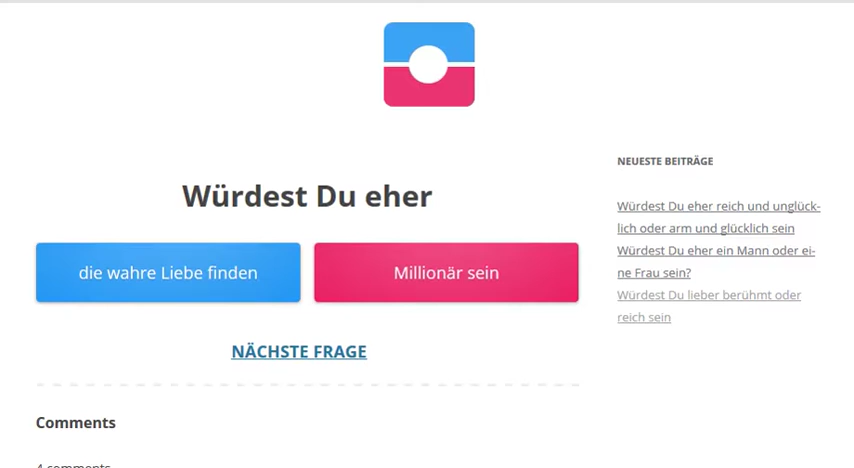 Würdest Du eher
die wahre Liebe finden
Millionär sein
NÄCHSTE FRAGE
Comments
4 comments
NEUESTE BEITRÄGE
Würdest Du eher reich und unglück-
lich oder arm und glücklich sein
Würdest Du eher ein Mann oder ei-
ne Frau sein?
Würdest Du lieber berühmt oder
reich sein